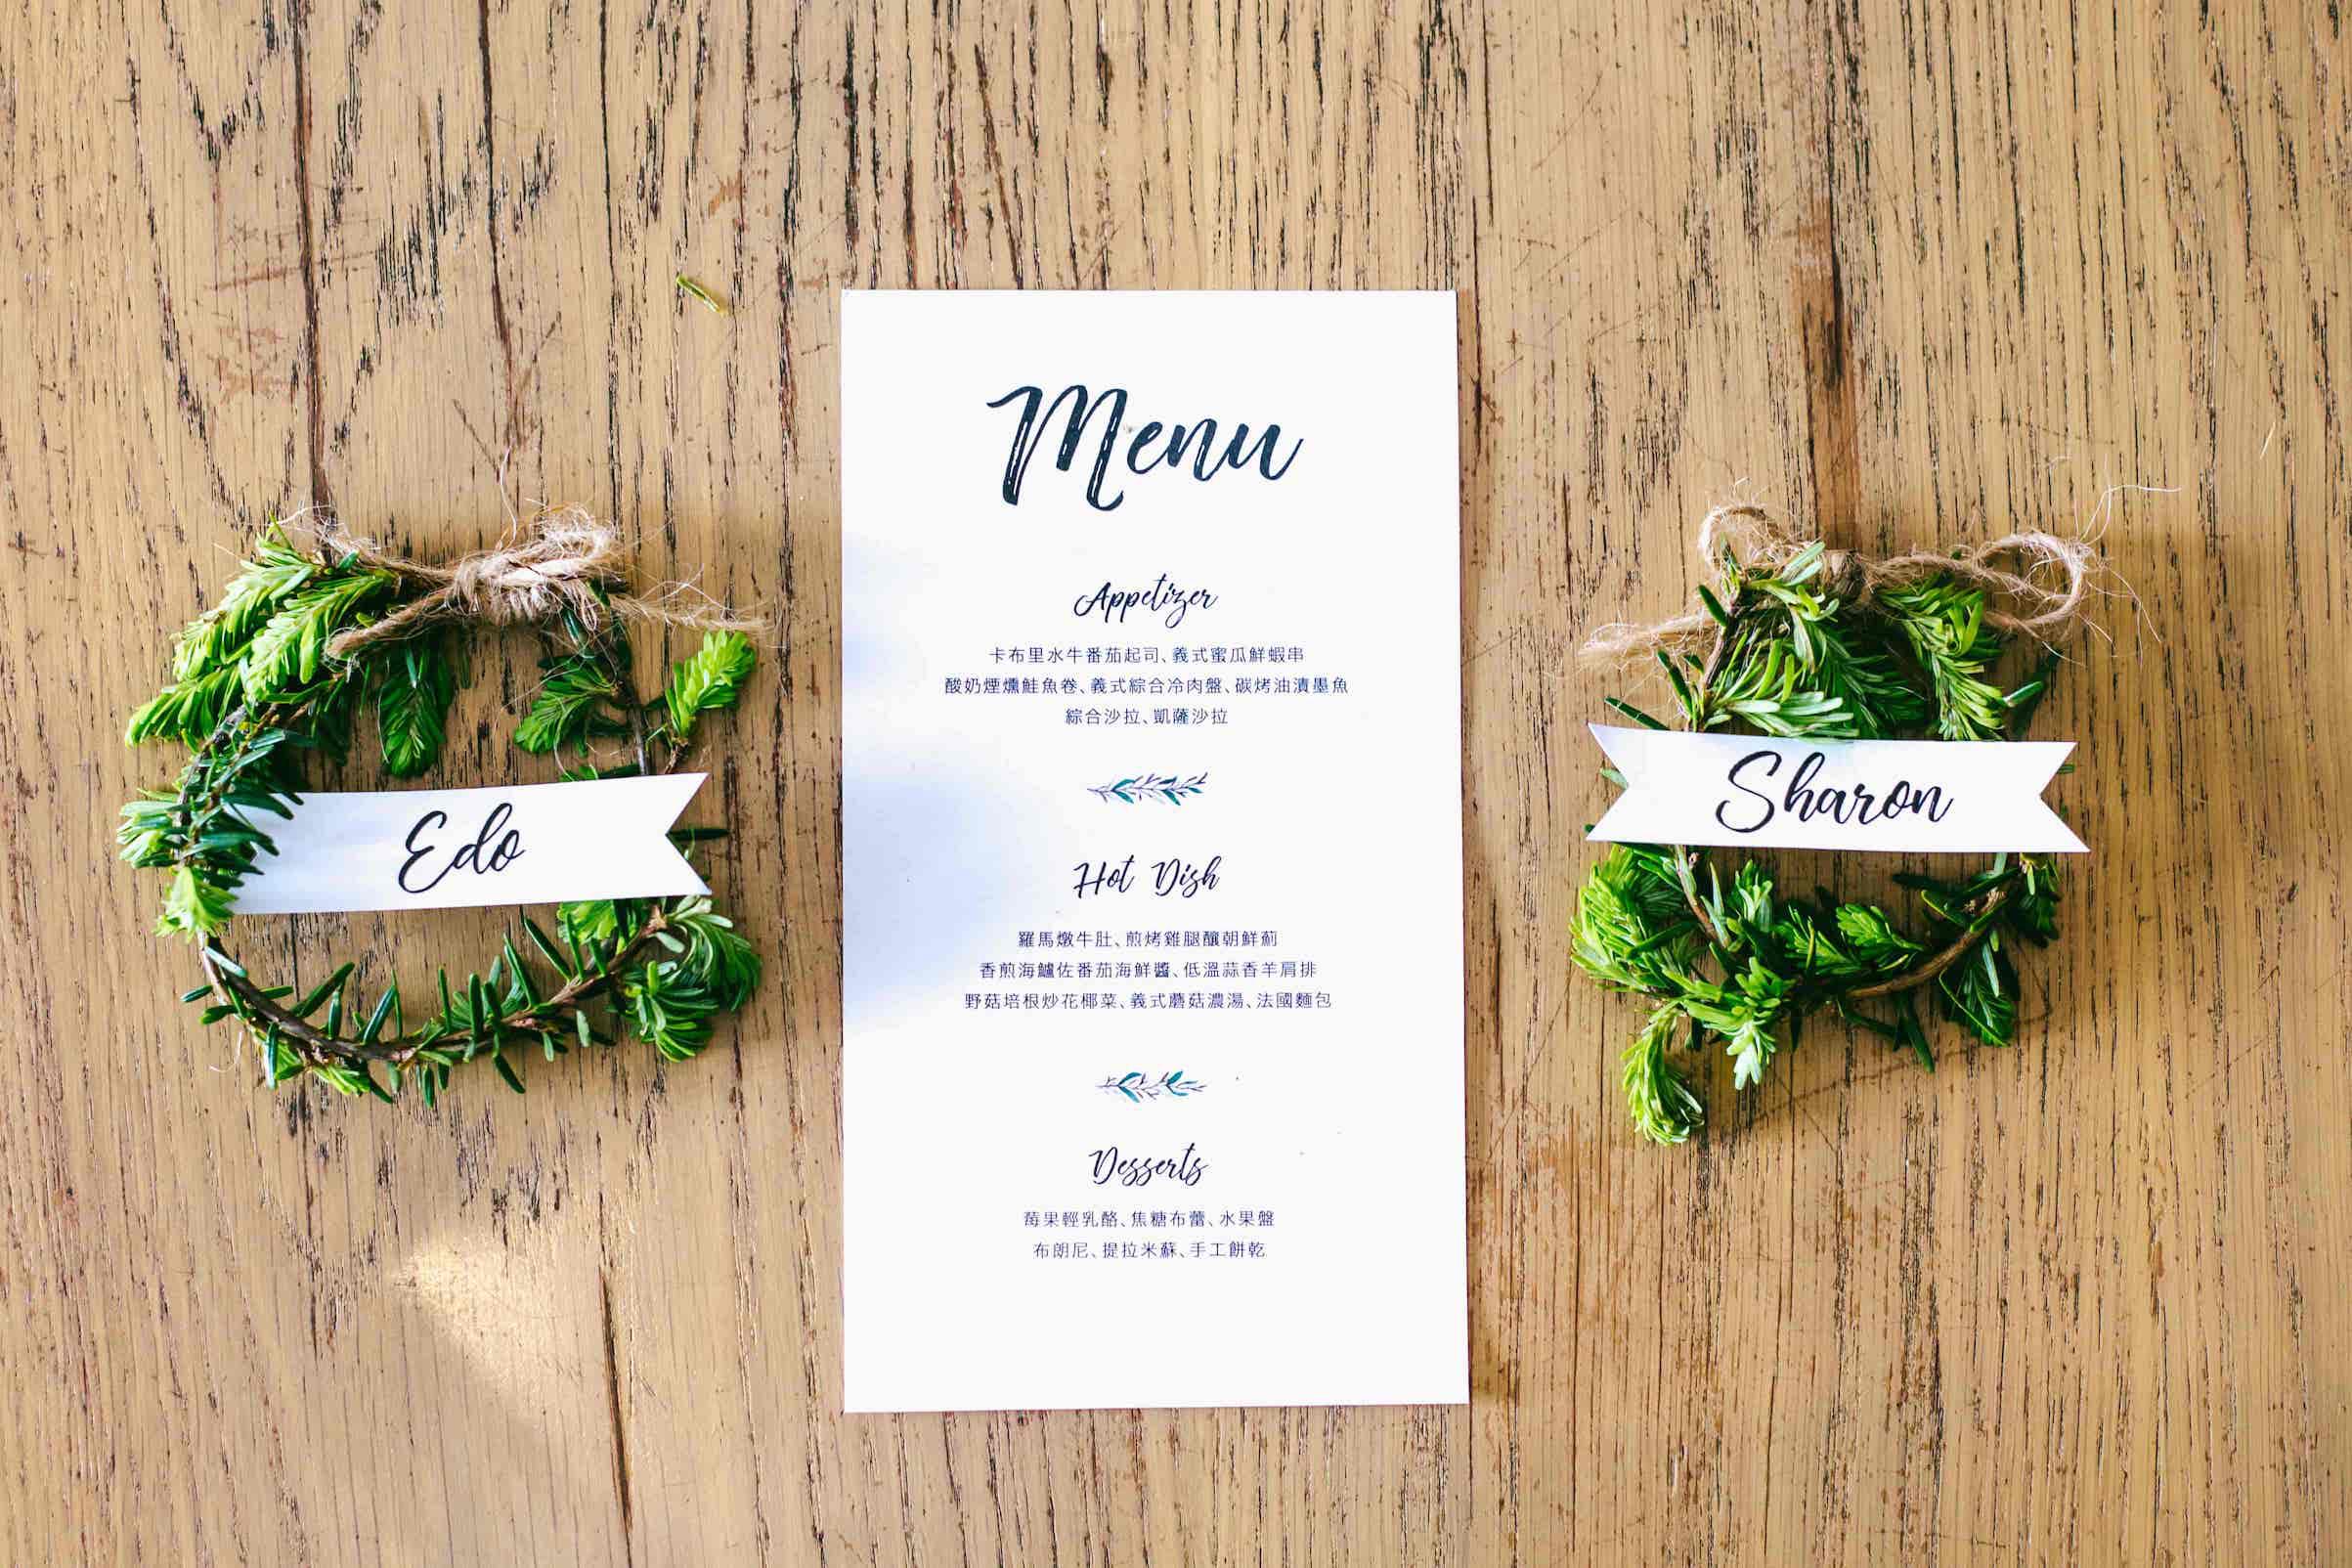 Menu
Appetizer
卡布里水牛番茄起司、義式蜜瓜鮮蝦串
酸奶煙燻鮭魚卷、義式綜合冷肉盤、碳烤油漬墨魚
綜合沙拉、凱薩沙拉
Hot Dish
羅馬燉牛肚、煎烤雞腿釀朝鮮薊
香煎海鱸佐番茄海鮮醬、低溫蒜香羊肩排
野菇培根炒花椰菜、義式蘑菇濃湯、法國麵包
Desserts
莓果輕乳酪、焦糖布蕾、水果盤
布朗尼、提拉米蘇、手工餅乾
Edo
Sharon